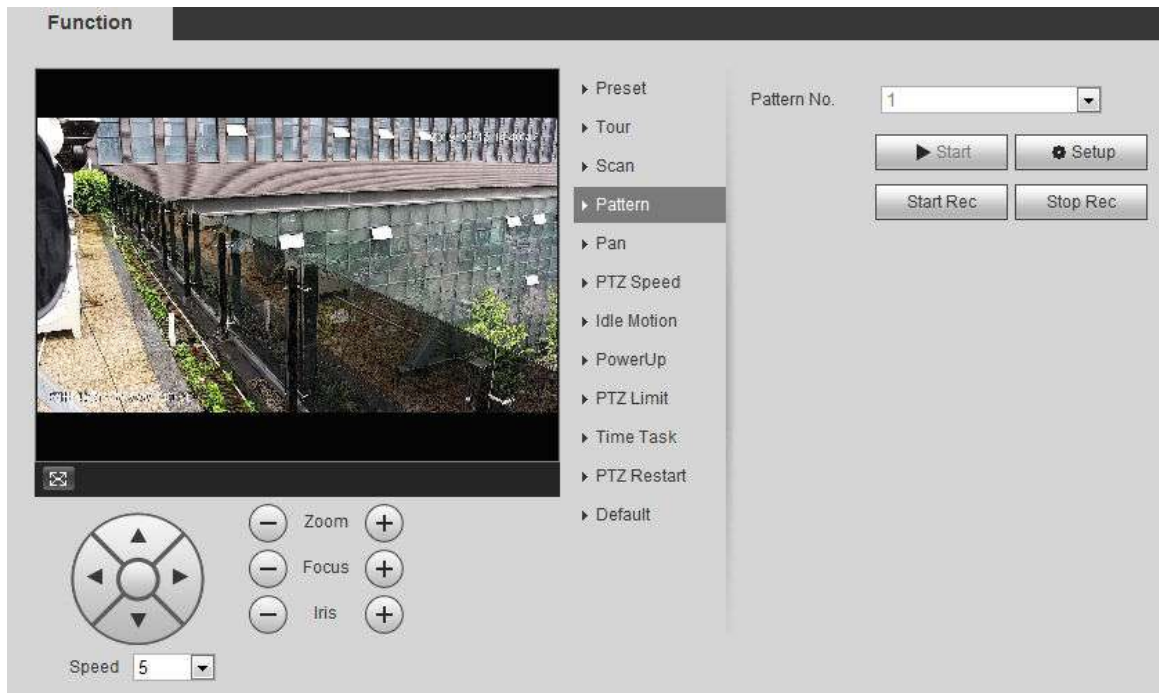 Function
Preset
Tour
Scan
Pattern
Pan
PTZ Speed
Idle Motion
PowerUp
PTZ Limit
Time Task
PTZ Restart
Default
Pattern No. 1
Start Setup
Start Rec Stop Rec
Zoom
Focus
Iris
Speed 5